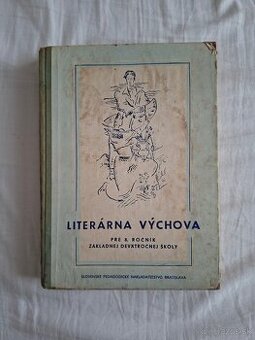 LITERÁRNA VÝCHOVA
PRE 8. ROČNÍK
ZÁKLADNEJ DEVÄŤROČNEJ ŠKOLY
SLOVENSKÉ PEDAGOGICKÉ NAKLADATEĽSTVO BRATISLAVA